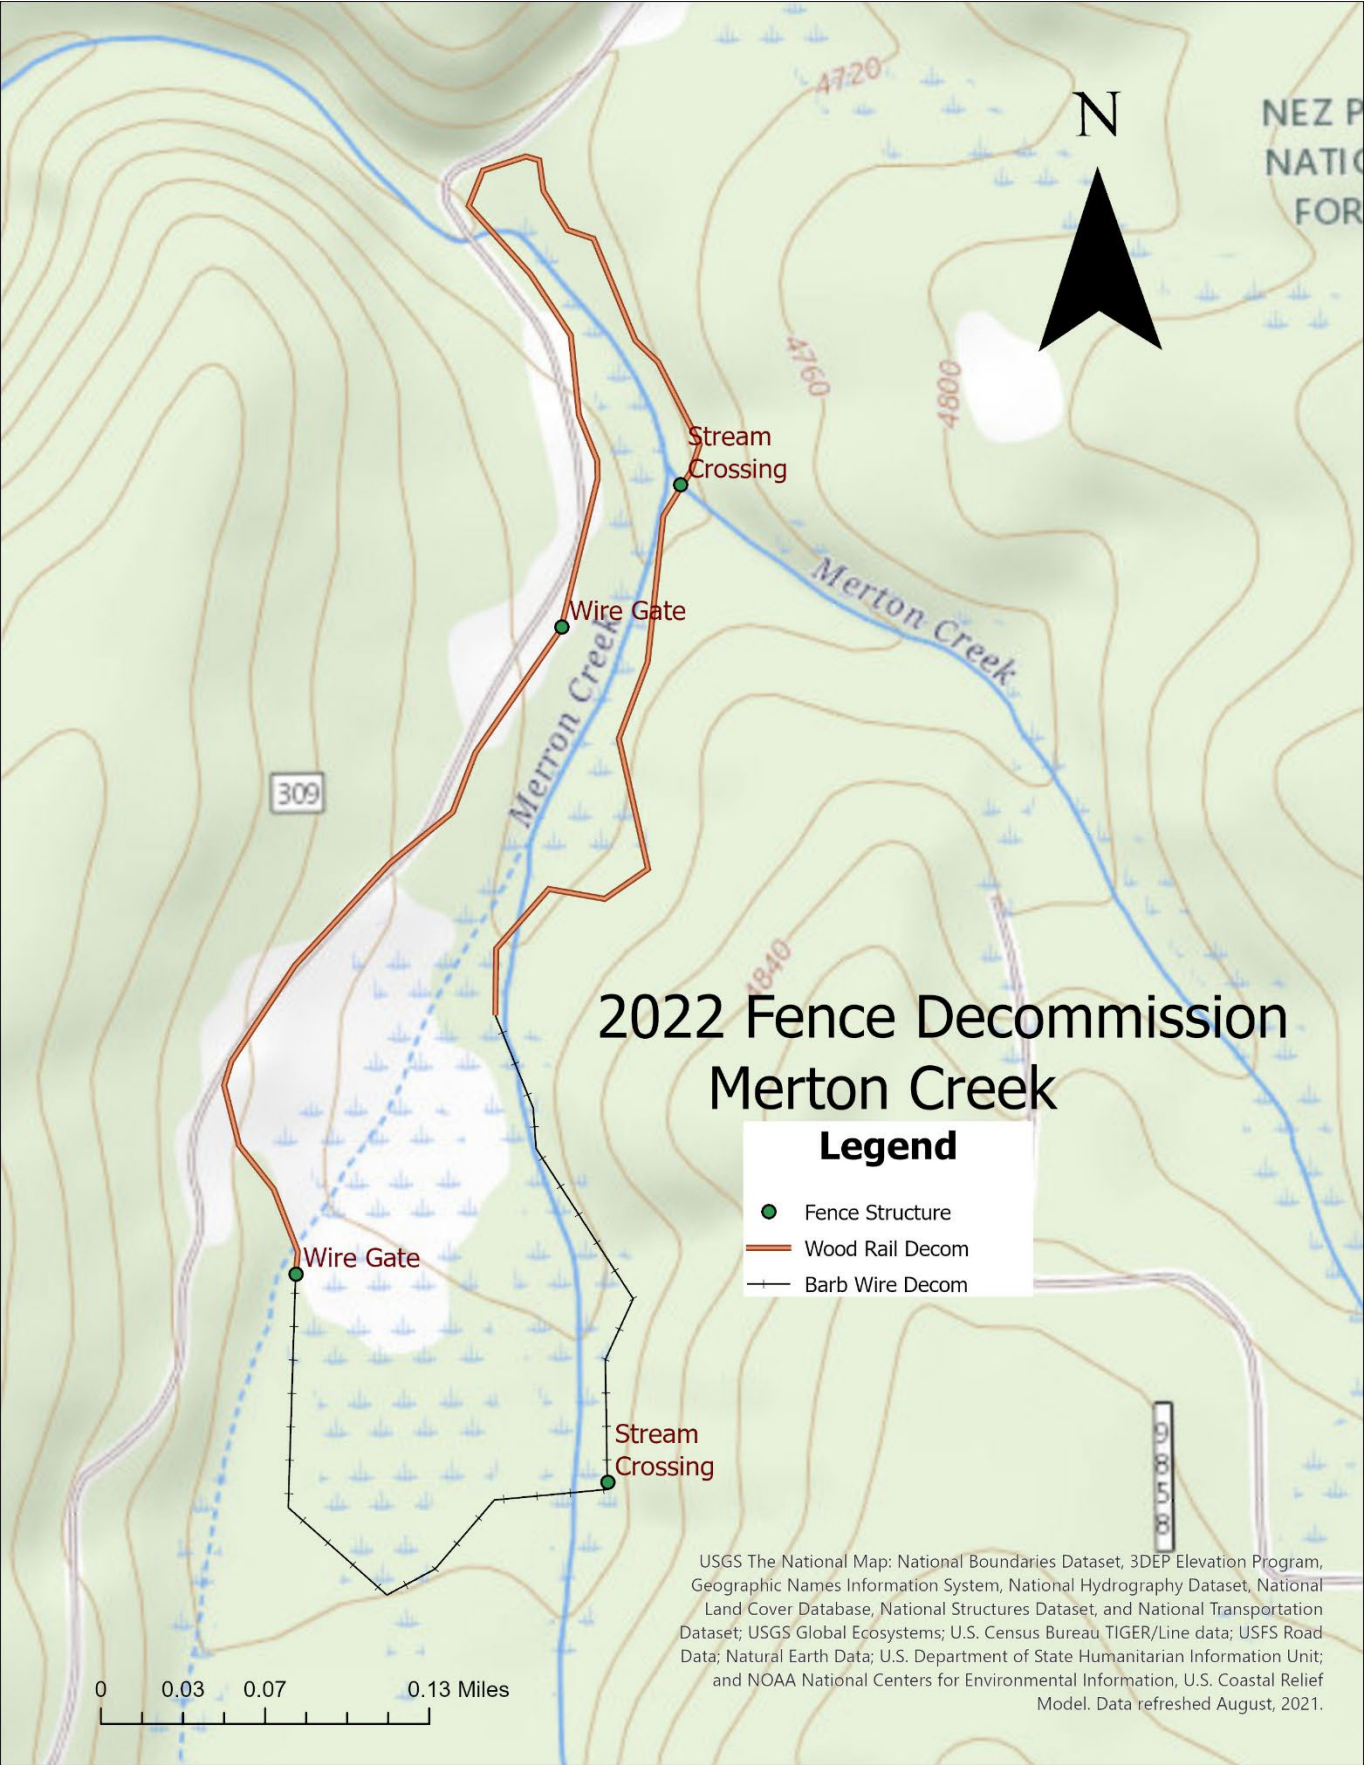 4720
N
NEZ P
NATIO
FOR
4760
4800
Stream
Crossing
Merton Creek
Wire Gate
Merron Creek
309
4840
2022 Fence Decommission
Merton Creek
Legend
Fence Structure
Wood Rail Decom
Barb Wire Decom
Wire Gate
Stream
Crossing
9858
USGS The National Map: National Boundaries Dataset, 3DEP Elevation Program,
Geographic Names Information System, National Hydrography Dataset, National
Land Cover Database, National Structures Dataset, and National Transportation
Dataset; USGS Global Ecosystems; U.S. Census Bureau TIGER/Line data; USFS Road
Data; Natural Earth Data; U.S. Department of State Humanitarian Information Unit;
and NOAA National Centers for Environmental Information, U.S. Coastal Relief
Model. Data refreshed August, 2021.
0 0.03 0.07 0.13 Miles